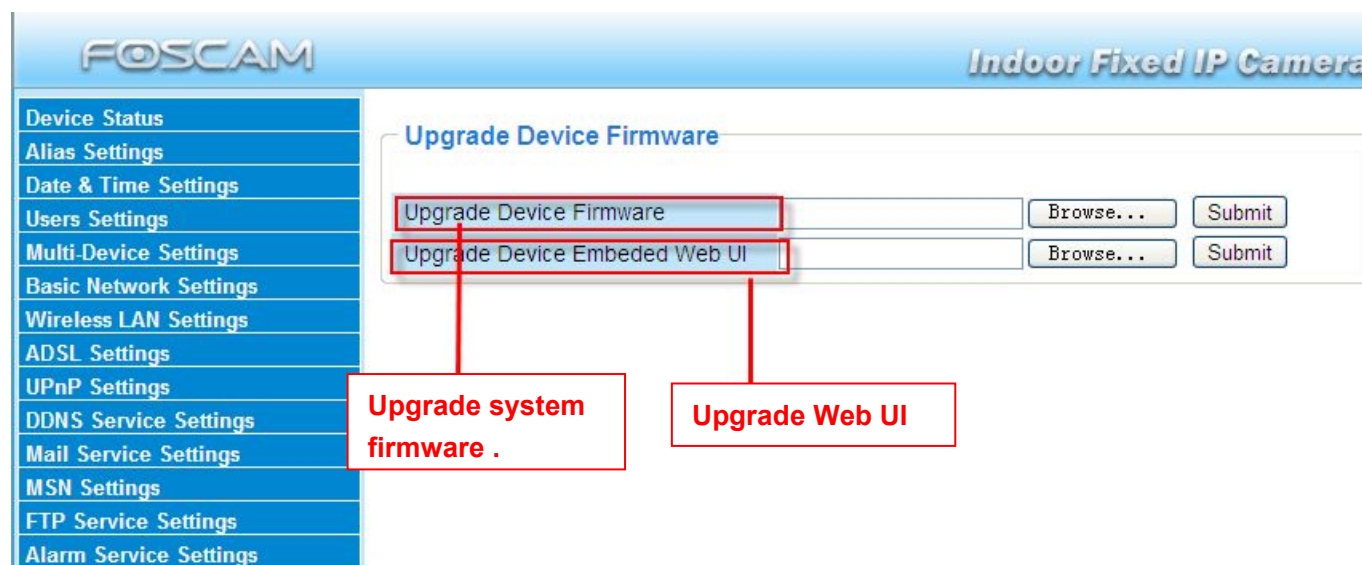 FOSCAM
Indoor Fixed IP Camera
Device Status
Alias Settings
Date & Time Settings
Users Settings
Multi-Device Settings
Basic Network Settings
Wireless LAN Settings
ADSL Settings
UPnP Settings
DDNS Service Settings
Mail Service Settings
MSN Settings
FTP Service Settings
Alarm Service Settings
Upgrade Device Firmware
Upgrade Device Firmware Browse... Submit
Upgrade Device Embeded Web UI Browse... Submit
Upgrade system
firmware .
Upgrade Web UI